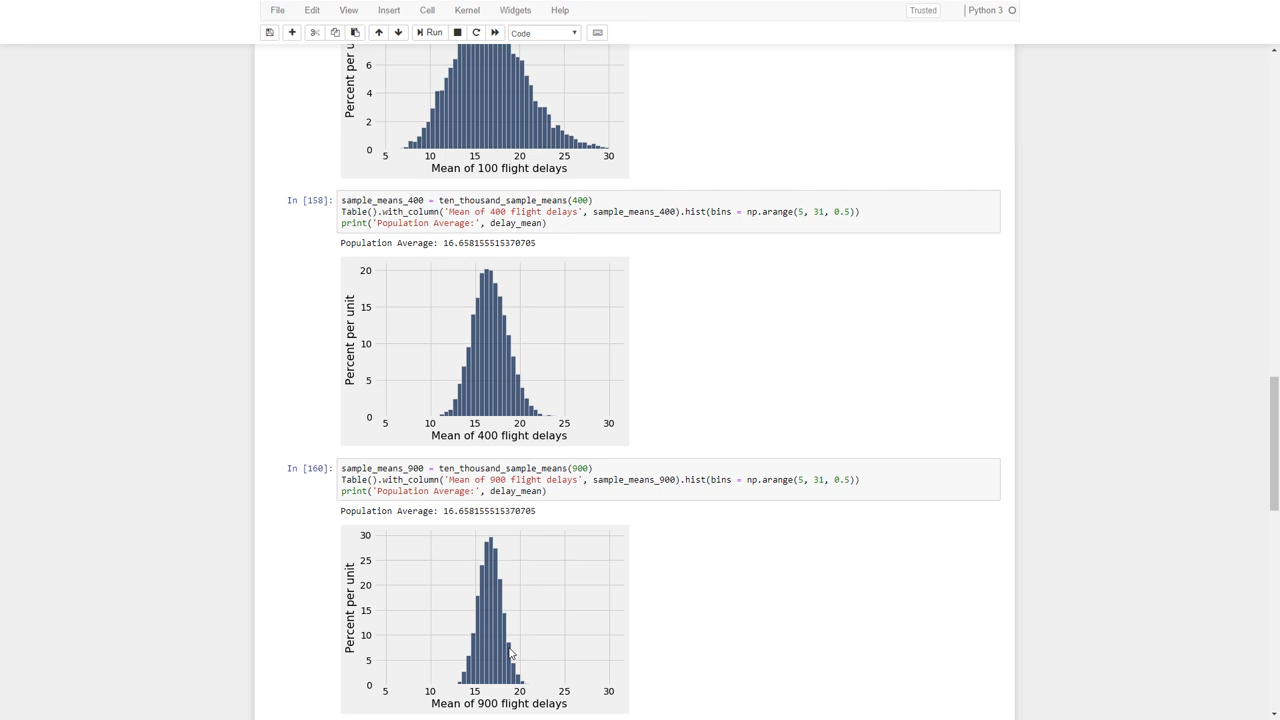 File Edit View Insert Cell Kernel Widgets Help Trusted Python 3
Run Code
Percent per u
6
4
2
0
5 10 15 20 25 30
Mean of 100 flight delays
In [158]: sample_means_400 = ten_thousand_sample_means(400)
Table().with_column('Mean of 400 flight delays', sample_means_400).hist(bins = np.arange(5, 31, 0.5))
print('Population Average:', delay_mean)
Population Average: 16.658155515370705
Percent per unit
20
15
10
5
0
5 10 15 20 25 30
Mean of 400 flight delays
In [160]: sample_means_900 = ten_thousand_sample_means(900)
Table().with_column('Mean of 900 flight delays', sample_means_900).hist(bins = np.arange(5, 31, 0.5))
print('Population Average:', delay_mean)
Population Average: 16.658155515370705
Percent per unit
30
25
20
15
10
5
0
5 10 15 20 25 30
Mean of 900 flight delays